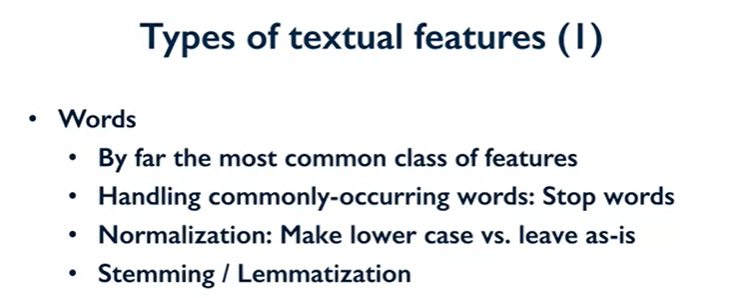 Types of textual features (1)
• Words
• By far the most common class of features
• Handling commonly-occurring words: Stop words
• Normalization: Make lower case vs. leave as-is
• Stemming / Lemmatization